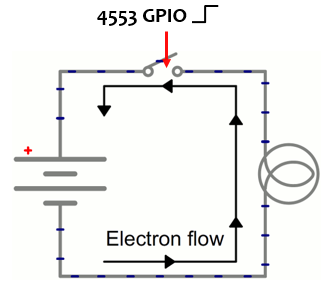 4553 GPIO
+
Electron flow